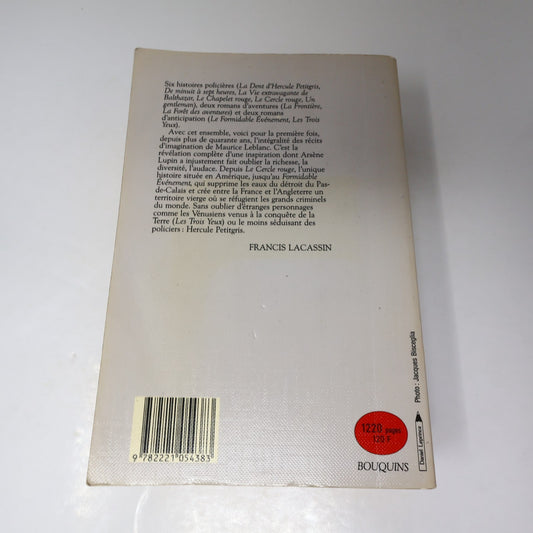 Six histoires policières (La Dent d'Hercule Petitgris,
De minuit à sept heures, La Vie extravagante de
Balthazar, Le Chapelet rouge, Le Cercle rouge, Un
gentleman), deux romans d'aventures (La Frontière,
La Forêt des aventures) et deux romans
d'anticipation (Le Formidable Événement, Les Trois
Yeux).
Avec cet ensemble, voici pour la première fois,
depuis plus de quarante ans, l'intégralité des récits
d'imagination de Maurice Leblanc. C'est la
révélation complète d'une inspiration dont Arsène
Lupin a injustement fait oublier la richesse, la
diversité, l'audace. Depuis Le Cercle rouge, l'unique
histoire située en Amérique, jusqu'au Formidable
Événement, qui supprime les eaux du détroit du Pas-
de-Calais et crée entre la France et l'Angleterre un
territoire vierge où se réfugient les grands criminels
du monde. Sans oublier d'étranges personnages
comme les Vénusiens venus à la conquête de la
Terre (Les Trois Yeux) ou le moins séduisant des
policiers : Hercule Petitgris.
FRANCIS LACASSIN
9 782221 054383
1220 pages
120 F
BOUQUINS
Photo : Jacques Biscaglia